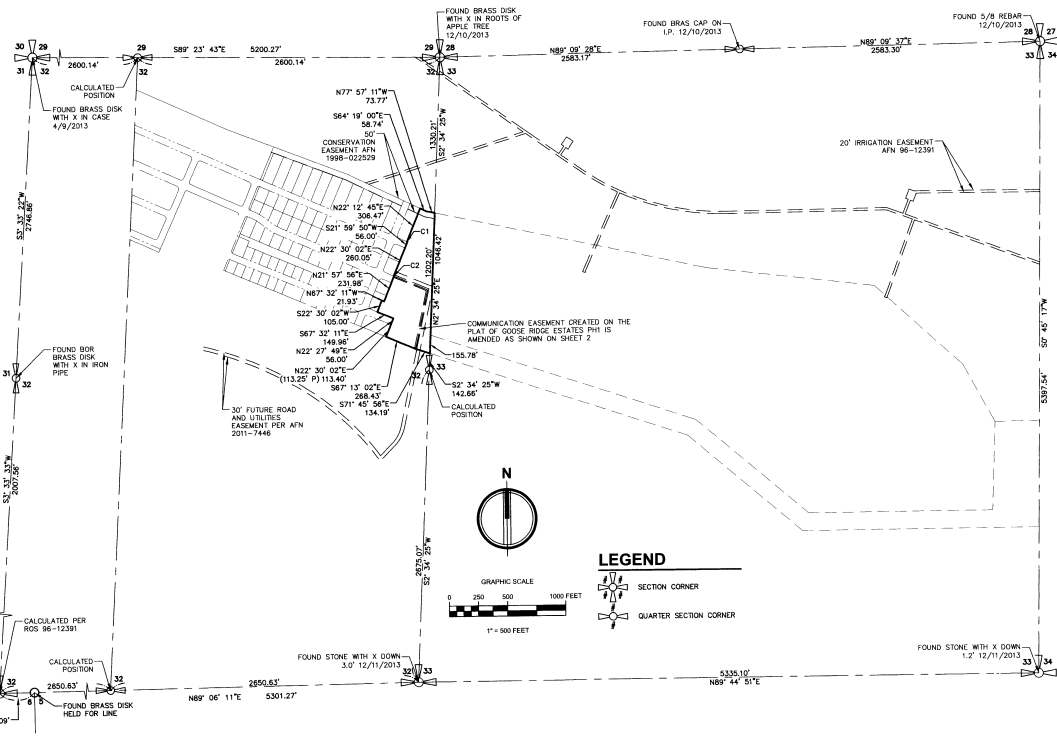 FOUND BRASS DISK
WITH X IN ROOTS OF
APPLE TREE
12/10/2013
FOUND BRAS CAP ON
I.P. 12/10/2013
FOUND 5/8 REBAR
12/27/2013
30 29
31 32
2600.14'
29
32
S89° 23' 43"E 5200.27'
2600.14'
29 28
32 33
N89° 09' 28"E
2583.17'
N89° 09' 37"E
2583.30'
28 27
33 34
CALCULATED
POSITION
FOUND BRASS DISK
WITH X IN CASE
4/9/2013
N77° 57' 11"W
73.77'
S64° 19' 00"E
58.74'
50'
CONSERVATION
EASEMENT AFN
1998-022529
1330.21'
S2° 34' 25"W
20' IRRIGATION EASEMENT
AFN 96-12391
S3° 33' 22"W
2746.86'
N22° 12' 45"E
306.47'
S21° 59' 50"W
56.00'
C1
N22° 30' 02"E
260.05'
C2
N21° 57' 56"E
231.98'
N67° 32' 11"W
21.93'
S22° 30' 02"W
105.00'
S67° 32' 11"E
149.96'
N22° 27' 49"E
56.00'
N22° 30' 02"E
(113.25' P) 113.40'
S67° 13' 02"E
268.43'
S71° 45' 56"E
134.19'
1202.20'
1046.42'
N2° 34' 25"E
COMMUNICATION EASEMENT CREATED ON THE
PLAT OF GOOSE RIDGE ESTATES PH1 IS
AMENDED AS SHOWN ON SHEET 2
155.78'
32 33
S2° 34' 25"W
142.66'
CALCULATED
POSITION
S0° 45' 17"W
5397.54'
FOUND BOR
BRASS DISK
WITH X IN IRON
PIPE
31
32
30' FUTURE ROAD
AND UTILITIES
EASEMENT PER AFN
2011-7446
S3° 33' 33"W
2007.56'
N
2675.07'
S2° 34' 25"W
GRAPHIC SCALE
0 250 500 1000 FEET
1" = 500 FEET
LEGEND
# #
# #
SECTION CORNER
#
#
QUARTER SECTION CORNER
CALCULATED PER
ROS 96-12391
CALCULATED
POSITION
FOUND STONE WITH X DOWN
3.0' 12/11/2013
FOUND STONE WITH X DOWN
1.2' 12/11/2013
32
6 5
2650.63'
32
2650.63'
N89° 06' 11"E 5301.27'
32 33
5335.10'
N89° 44' 51"E
33 34
FOUND BRASS DISK
HELD FOR LINE
09'